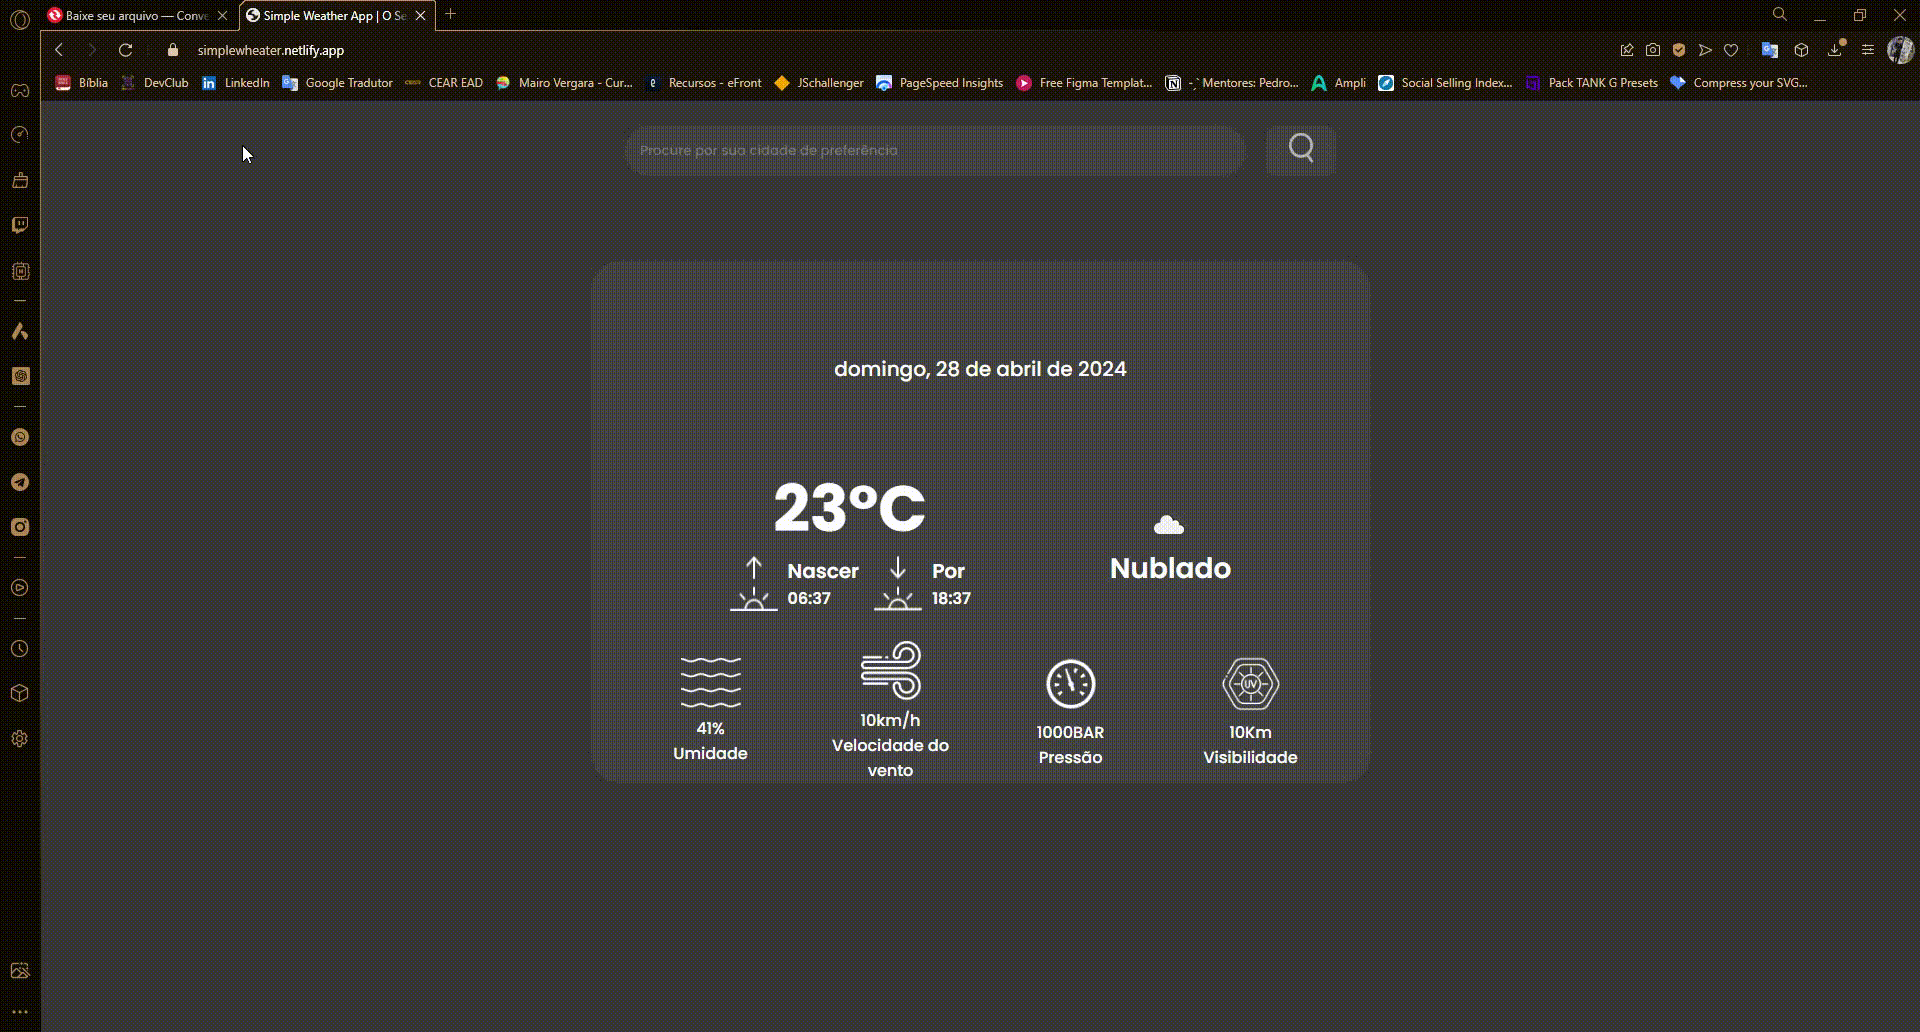 Baixe seu arquivo — Conve
Simple Weather App | O Se
simplewheater.netlify.app
Bíblia
DevClub
LinkedIn
Google Tradutor
CEAR EAD
Mairo Vergara - Cur...
Recursos - eFront
JSchallenger
PageSpeed Insights
Free Figma Templat...
-ˏˋ Mentores: Pedro...
Ampli
Social Selling Index...
Pack TANK G Presets
Compress your SVG...
Procure por sua cidade de preferência
domingo, 28 de abril de 2024
23°C
Nublado
Nascer
06:37
Por
18:37
41%
Umidade
10km/h
Velocidade do
vento
1000BAR
Pressão
UV
10Km
Visibilidade